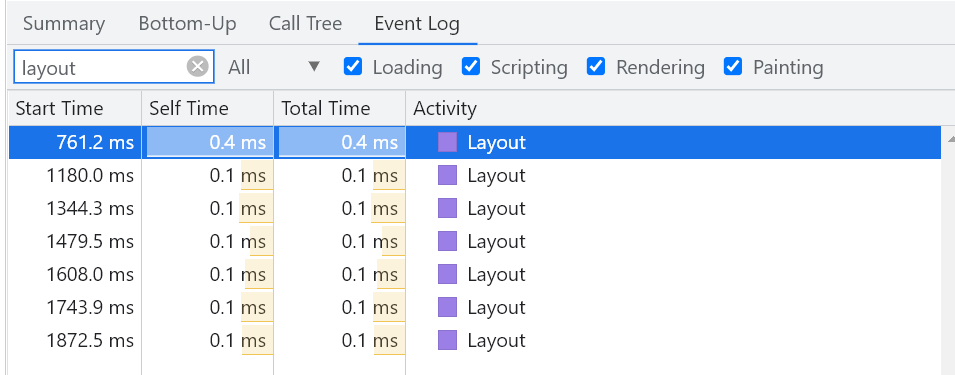 Summary Bottom-Up Call Tree Event Log
layout All Loading Scripting Rendering Painting
Start Time Self Time Total Time Activity
761.2 ms 0.4 ms 0.4 ms Layout
1180.0 ms 0.1 ms 0.1 ms Layout
1344.3 ms 0.1 ms 0.1 ms Layout
1479.5 ms 0.1 ms 0.1 ms Layout
1608.0 ms 0.1 ms 0.1 ms Layout
1743.9 ms 0.1 ms 0.1 ms Layout
1872.5 ms 0.1 ms 0.1 ms Layout